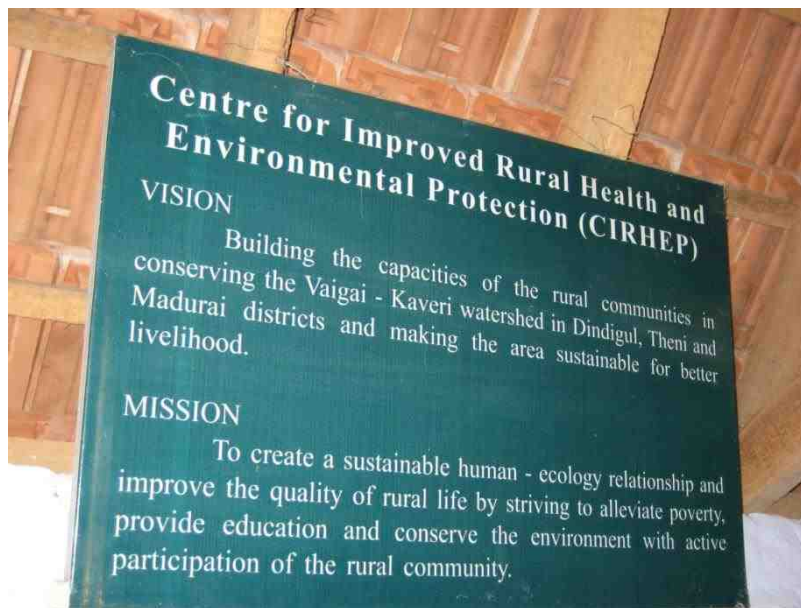 Centre for Improved Rural Health and
Environmental Protection (CIRHEP)
VISION
Building the capacities of the rural communities in
conserving the Vaigai - Kaveri watershed in Dindigul, Theni and
Madurai districts and making the area sustainable for better
livelihood.
MISSION
To create a sustainable human - ecology relationship and
improve the quality of rural life by striving to alleviate poverty,
provide education and conserve the environment with active
participation of the rural community.